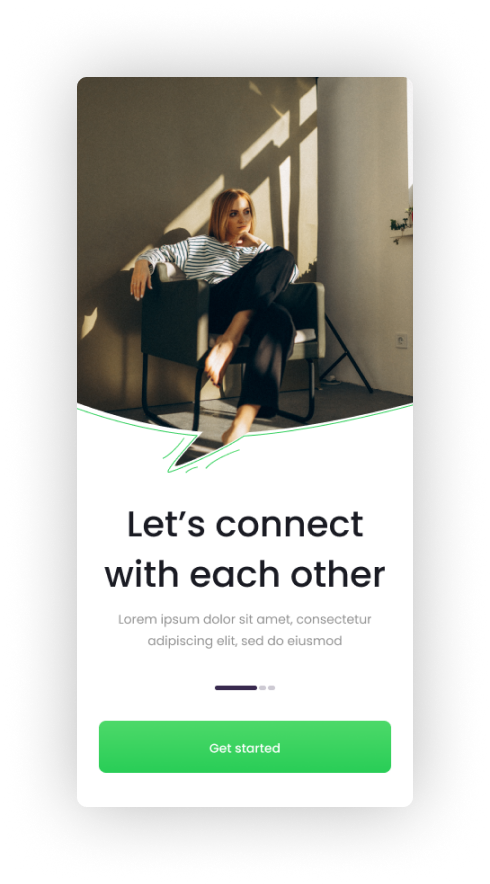 Let’s connect
with each other
Lorem ipsum dolor sit amet, consectetur
adipiscing elit, sed do eiusmod
Get started